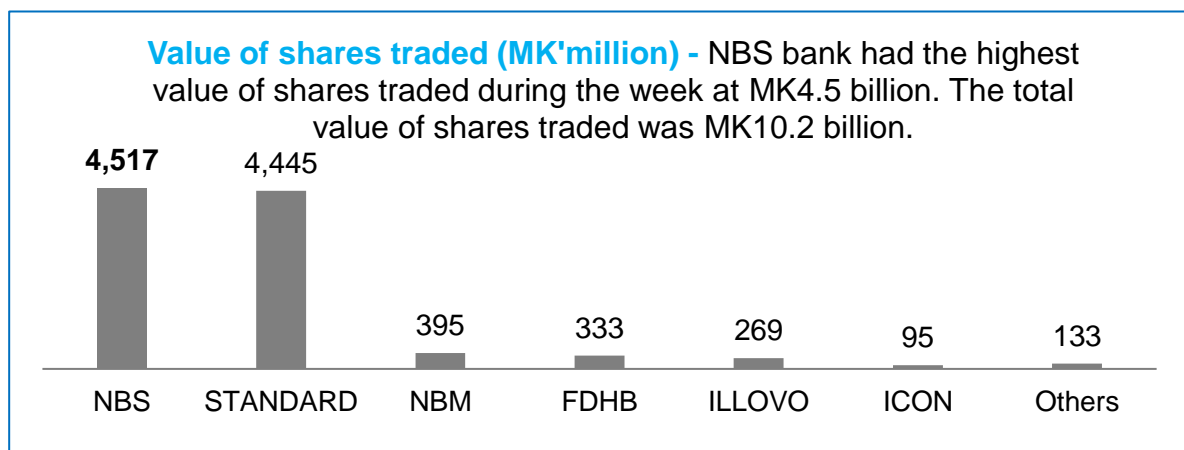 Value of shares traded (MK'million) - NBS bank had the highest
value of shares traded during the week at MK4.5 billion. The total
value of shares traded was MK10.2 billion.
4,517 4,445 395 333 269 95 133
NBS STANDARD NBM FDHB ILLOVO ICON Others